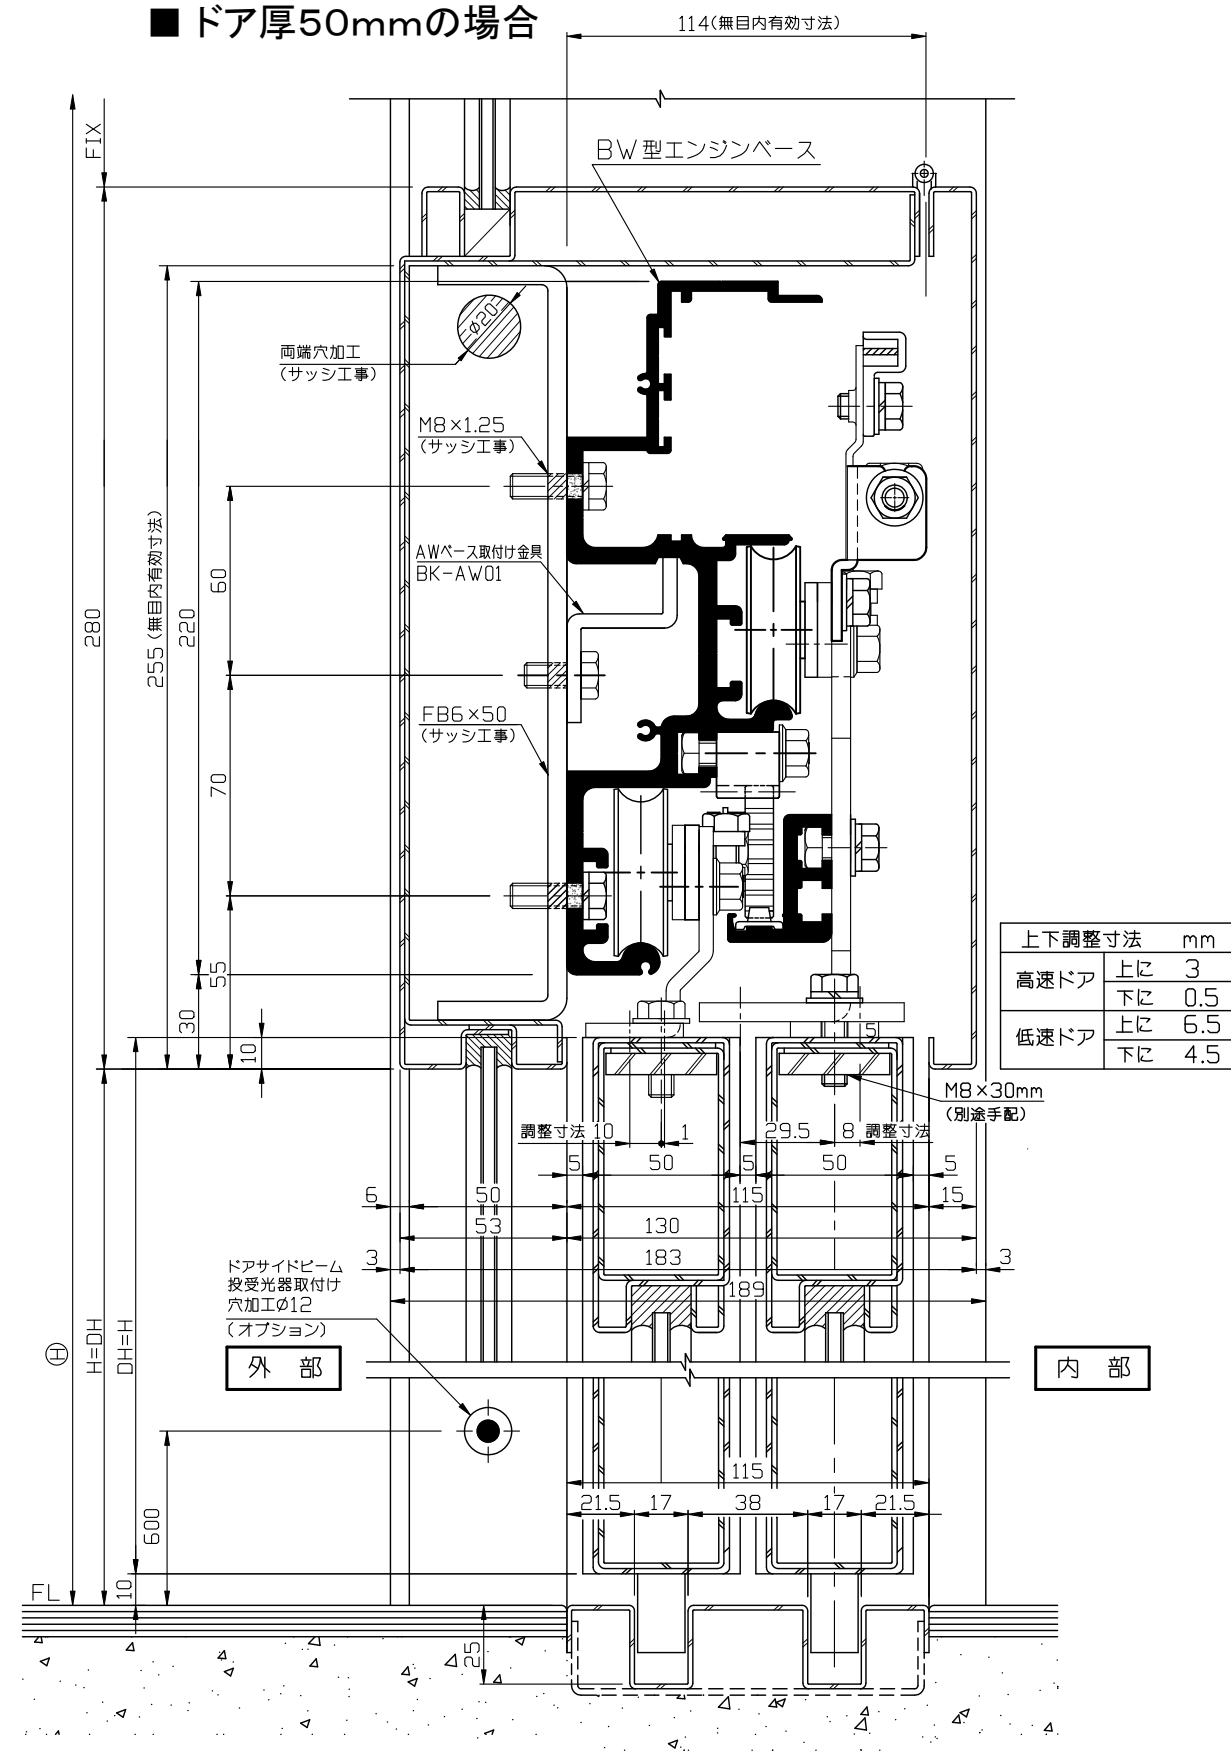 ■ ドア厚50mmの場合
114(無目内有効寸法)
FIX
BW型エンジンベース
φ20
両端穴加工
(サッシ工事)
M8×1.25
(サッシ工事)
AWベース取付け金具
BK-AW01
FB6×50
(サッシ工事)
280
255(無目内有効寸法)
220
60
70
55
30
10
上下調整寸法 mm
高速ドア 上に 3
下に 0.5
低速ドア 上に 6.5
下に 4.5
5
M8×30mm
(別途手配)
調整寸法 10
1
29.5
8 調整寸法
5
50
5
50
5
6
50
115
15
53
130
3
183
3
189
ドアサイドビーム
投受光器取付け
穴加工φ12
(オプション)
外 部
内 部
Ⓗ
H=DH
DH=H
600
10
115
21.5
17
38
17
21.5
FL
25